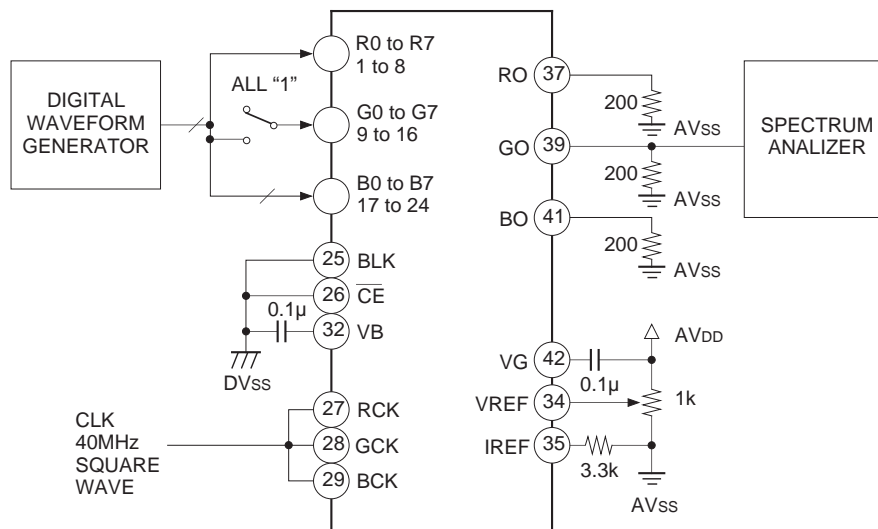 DIGITAL
WAVEFORM
GENERATOR
ALL “1”
R0 to R7
1 to 8
G0 to G7
9 to 16
B0 to B7
17 to 24
25 BLK
26 CE
0.1μ
32 VB
DVSS
CLK
40MHz
SQUARE
WAVE
27 RCK
28 GCK
29 BCK
RO 37
200
AVSS
GO 39
200
AVSS
BO 41
200
AVSS
SPECTRUM
ANALIZER
AVDD
VG 42
0.1μ
VREF 34
1k
IREF 35
3.3k
AVSS